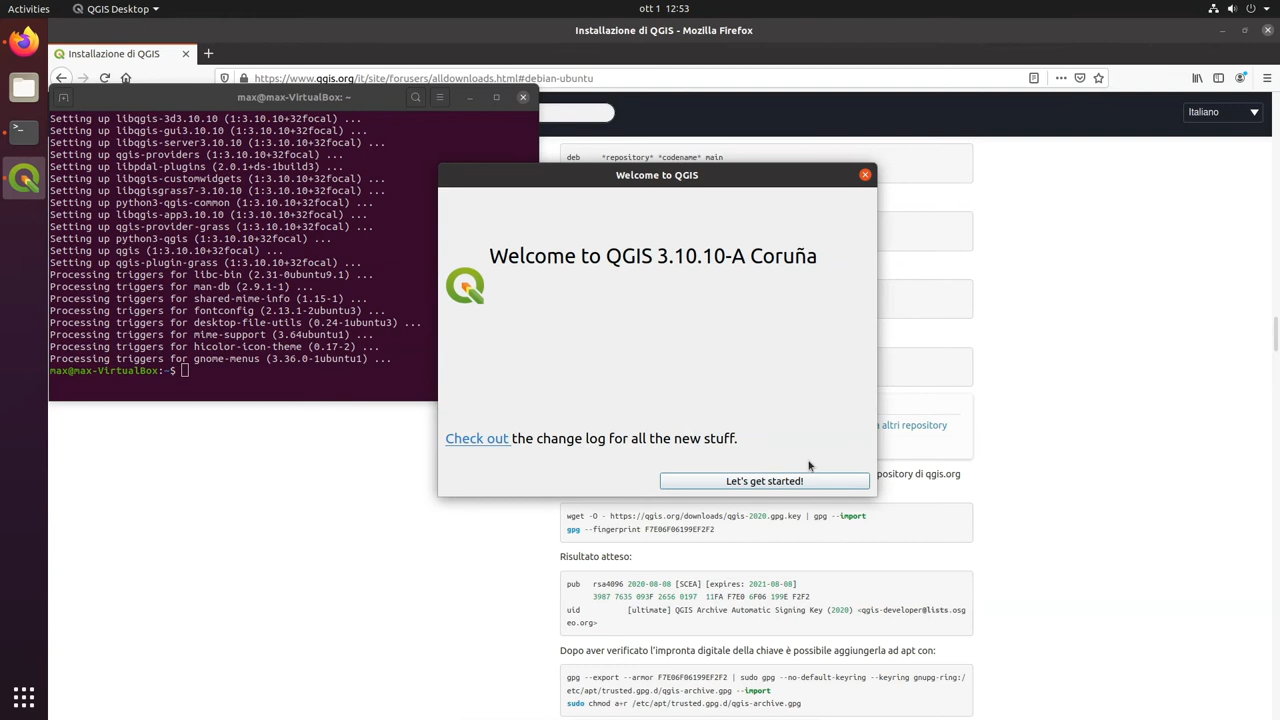 Activities
QGIS Desktop
ott 1 12:53
Installazione di QGIS - Mozilla Firefox
Installazione di QGIS
https://www.qgis.org/it/site/forusers/alldownloads.html#debian-ubuntu
max@max-VirtualBox: ~
Italiano
Setting up libqgis-3d3.10.10 (1:3.10.10+32focal) ...
Setting up libqgis-gui3.10.10 (1:3.10.10+32focal) ...
Setting up libqgis-server3.10.10 (1:3.10.10+32focal) ...
Setting up qgis-providers (1:3.10.10+32focal) ...
Setting up libpdal-plugins (2.0.1+ds-1build3) ...
Setting up libqgis-customwidgets (1:3.10.10+32focal) ...
Setting up libqgisgrass7-3.10.10 (1:3.10.10+32focal) ...
Setting up python3-qgis-common (1:3.10.10+32focal) ...
Setting up libqgis-app3.10.10 (1:3.10.10+32focal) ...
Setting up qgis-provider-grass (1:3.10.10+32focal) ...
Setting up python3-qgis (1:3.10.10+32focal) ...
Setting up qgis (1:3.10.10+32focal) ...
Setting up qgis-plugin-grass (1:3.10.10+32focal) ...
Processing triggers for libc-bin (2.31-0ubuntu9.1) ...
Processing triggers for man-db (2.9.1-1) ...
Processing triggers for shared-mime-info (1.15-1) ...
Processing triggers for fontconfig (2.13.1-2ubuntu3) ...
Processing triggers for desktop-file-utils (0.24-1ubuntu3) ...
Processing triggers for mime-support (3.64ubuntu1) ...
Processing triggers for hicolor-icon-theme (0.17-2) ...
Processing triggers for gnome-menus (3.36.0-1ubuntu1) ...
max@max-VirtualBox:~$
deb *repository* *codename* main
Welcome to QGIS
Welcome to QGIS 3.10.10-A Coruña
Check out the change log for all the new stuff.
Let's get started!
altri repository
pository di qgis.org
wget -O - https://qgis.org/downloads/qgis-2020.gpg.key | gpg --import
gpg --fingerprint F7E06F06199EF2F2
Risultato atteso:
pub rsa4096 2020-08-08 [SCEA] [expires: 2021-08-08]
3987 7635 093F 2656 0197 11FA F7E0 6F06 199E F2F2
uid [ultimate] QGIS Archive Automatic Signing Key (2020) <qgis-developer@lists.osg
eo.org>
Dopo aver verificato l'impronta digitale della chiave è possibile aggiungerla ad apt con:
gpg --export --armor F7E06F06199EF2F2 | sudo gpg --no-default-keyring --keyring gnupg-ring:/
etc/apt/trusted.gpg.d/qgis-archive.gpg --import
sudo chmod a+r /etc/apt/trusted.gpg.d/qgis-archive.gpg